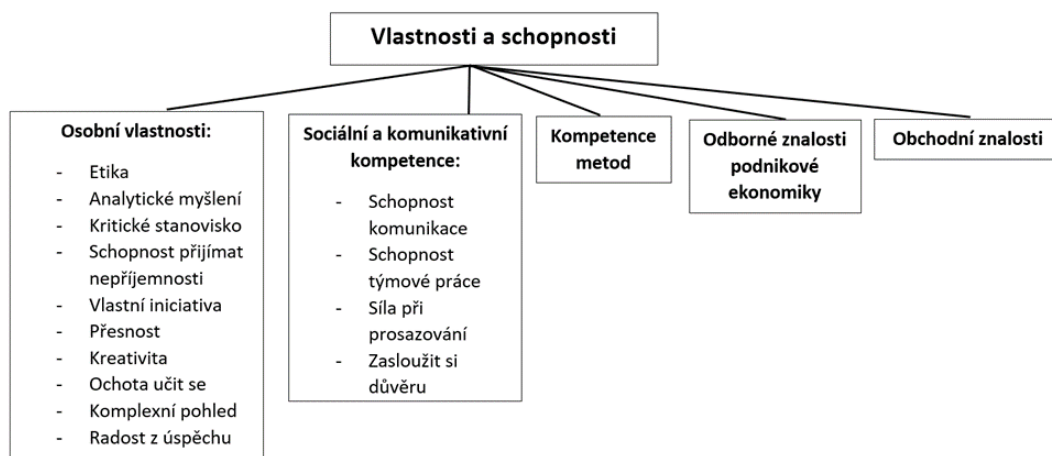 Vlastnosti a schopnosti
Osobní vlastnosti:
- Etika
- Analytické myšlení
- Kritické stanovisko
- Schopnost přijímat
nepříjemnosti
- Vlastní iniciativa
- Přesnost
- Kreativita
- Ochota učit se
- Komplexní pohled
- Radost z úspěchu
Sociální a komunikativní
kompetence:
- Schopnost
komunikace
- Schopnost
týmové práce
- Síla při
prosazování
- Zasloužit si
důvěru
Kompetence
metod
Odborné znalosti
podnikové
ekonomiky
Obchodní znalosti